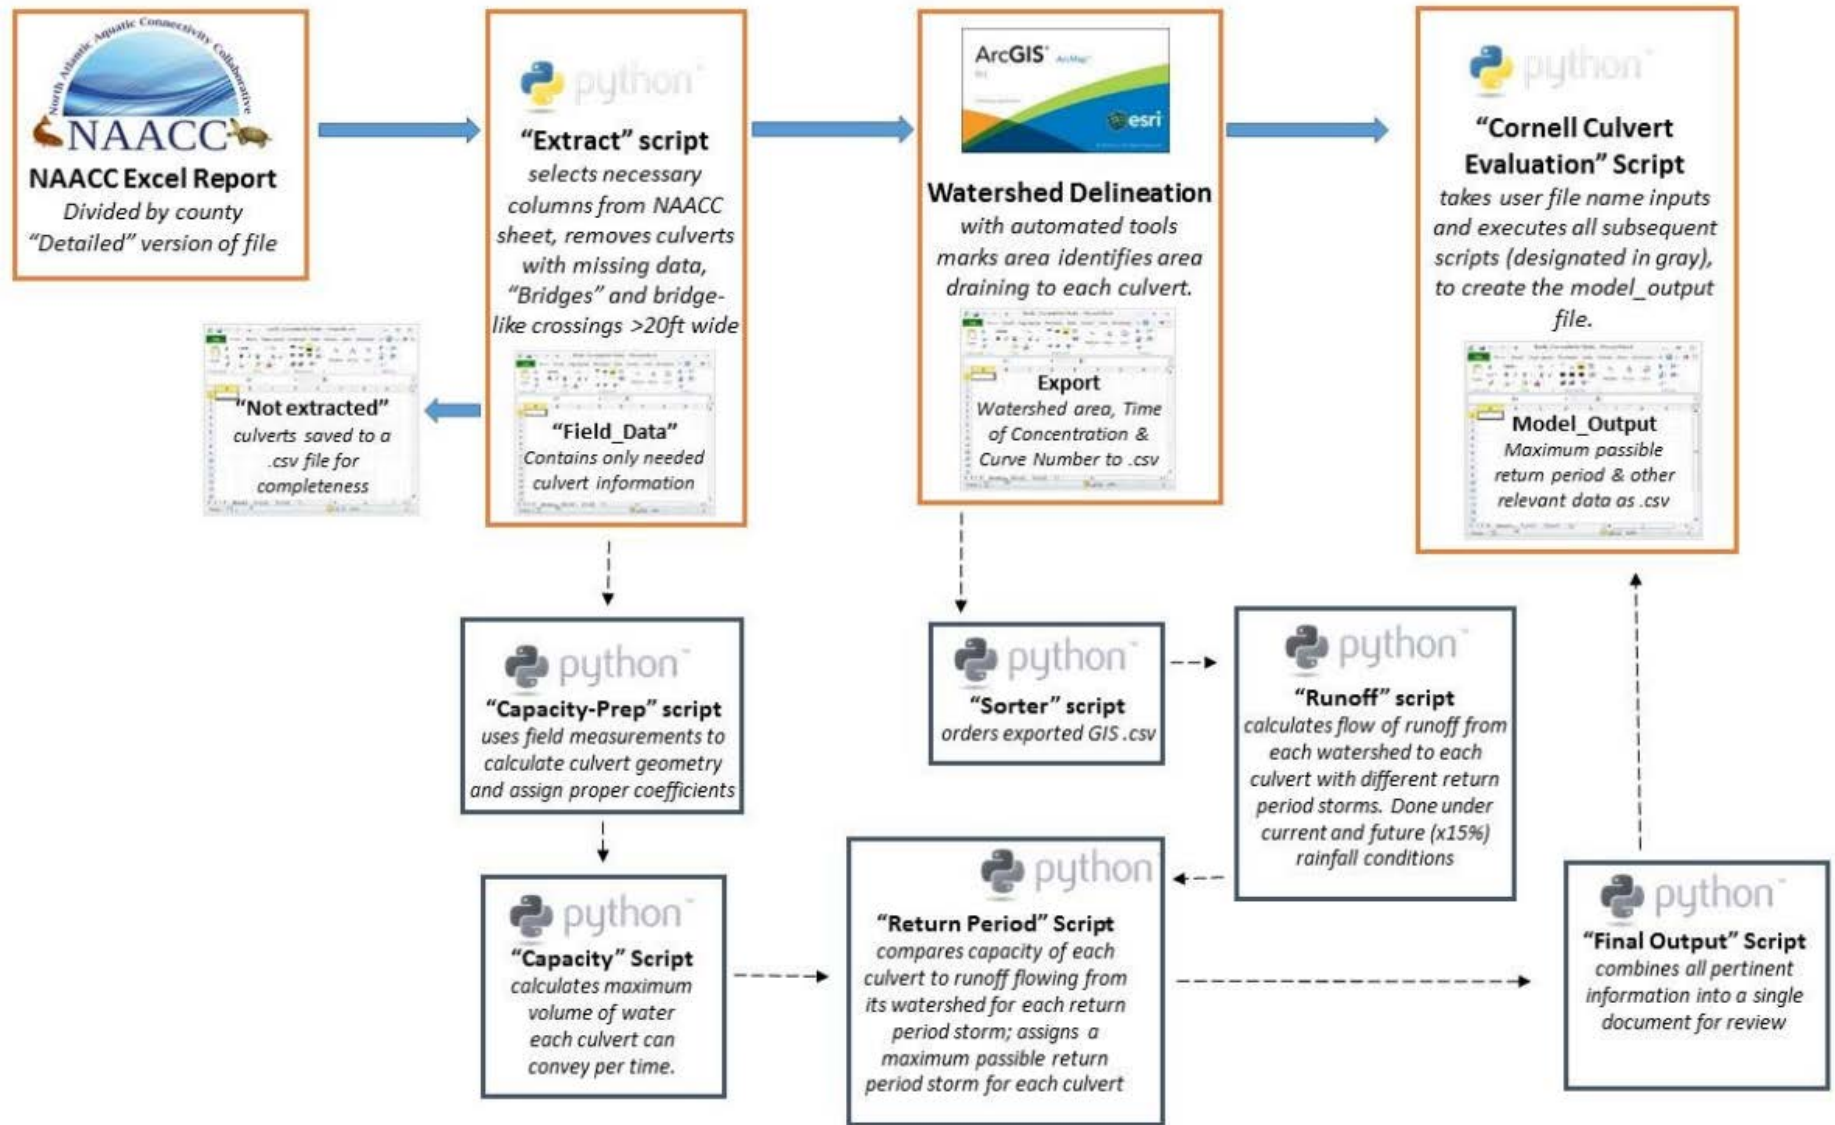 North Atlantic Aquatic Connectivity Collaborative
NAACC
NAACC Excel Report
Divided by county
“Detailed” version of file
python™
“Extract” script
selects necessary
columns from NAACC
sheet, removes culverts
with missing data,
“Bridges” and bridge-
like crossings >20ft wide
“Field_Data”
Contains only needed
culvert information
“Not extracted”
culverts saved to a
.csv file for
completeness
ArcGIS® ArcMap™
esri
Watershed Delineation
with automated tools
marks area identifies area
draining to each culvert.
Export
Watershed area, Time
of Concentration &
Curve Number to .csv
python™
“Cornell Culvert
Evaluation” Script
takes user file name inputs
and executes all subsequent
scripts (designated in gray),
to create the model_output
file.
Model_Output
Maximum passible
return period & other
relevant data as .csv
python™
“Capacity-Prep” script
uses field measurements to
calculate culvert geometry
and assign proper coefficients
python™
“Sorter” script
orders exported GIS .csv
python™
“Runoff” script
calculates flow of runoff from
each watershed to each
culvert with different return
period storms. Done under
current and future (x15%)
rainfall conditions
python™
“Capacity” Script
calculates maximum
volume of water
each culvert can
convey per time.
python
“Return Period” Script
compares capacity of each
culvert to runoff flowing from
its watershed for each return
period storm; assigns a
maximum passible return
period storm for each culvert
python™
“Final Output” Script
combines all pertinent
information into a single
document for review